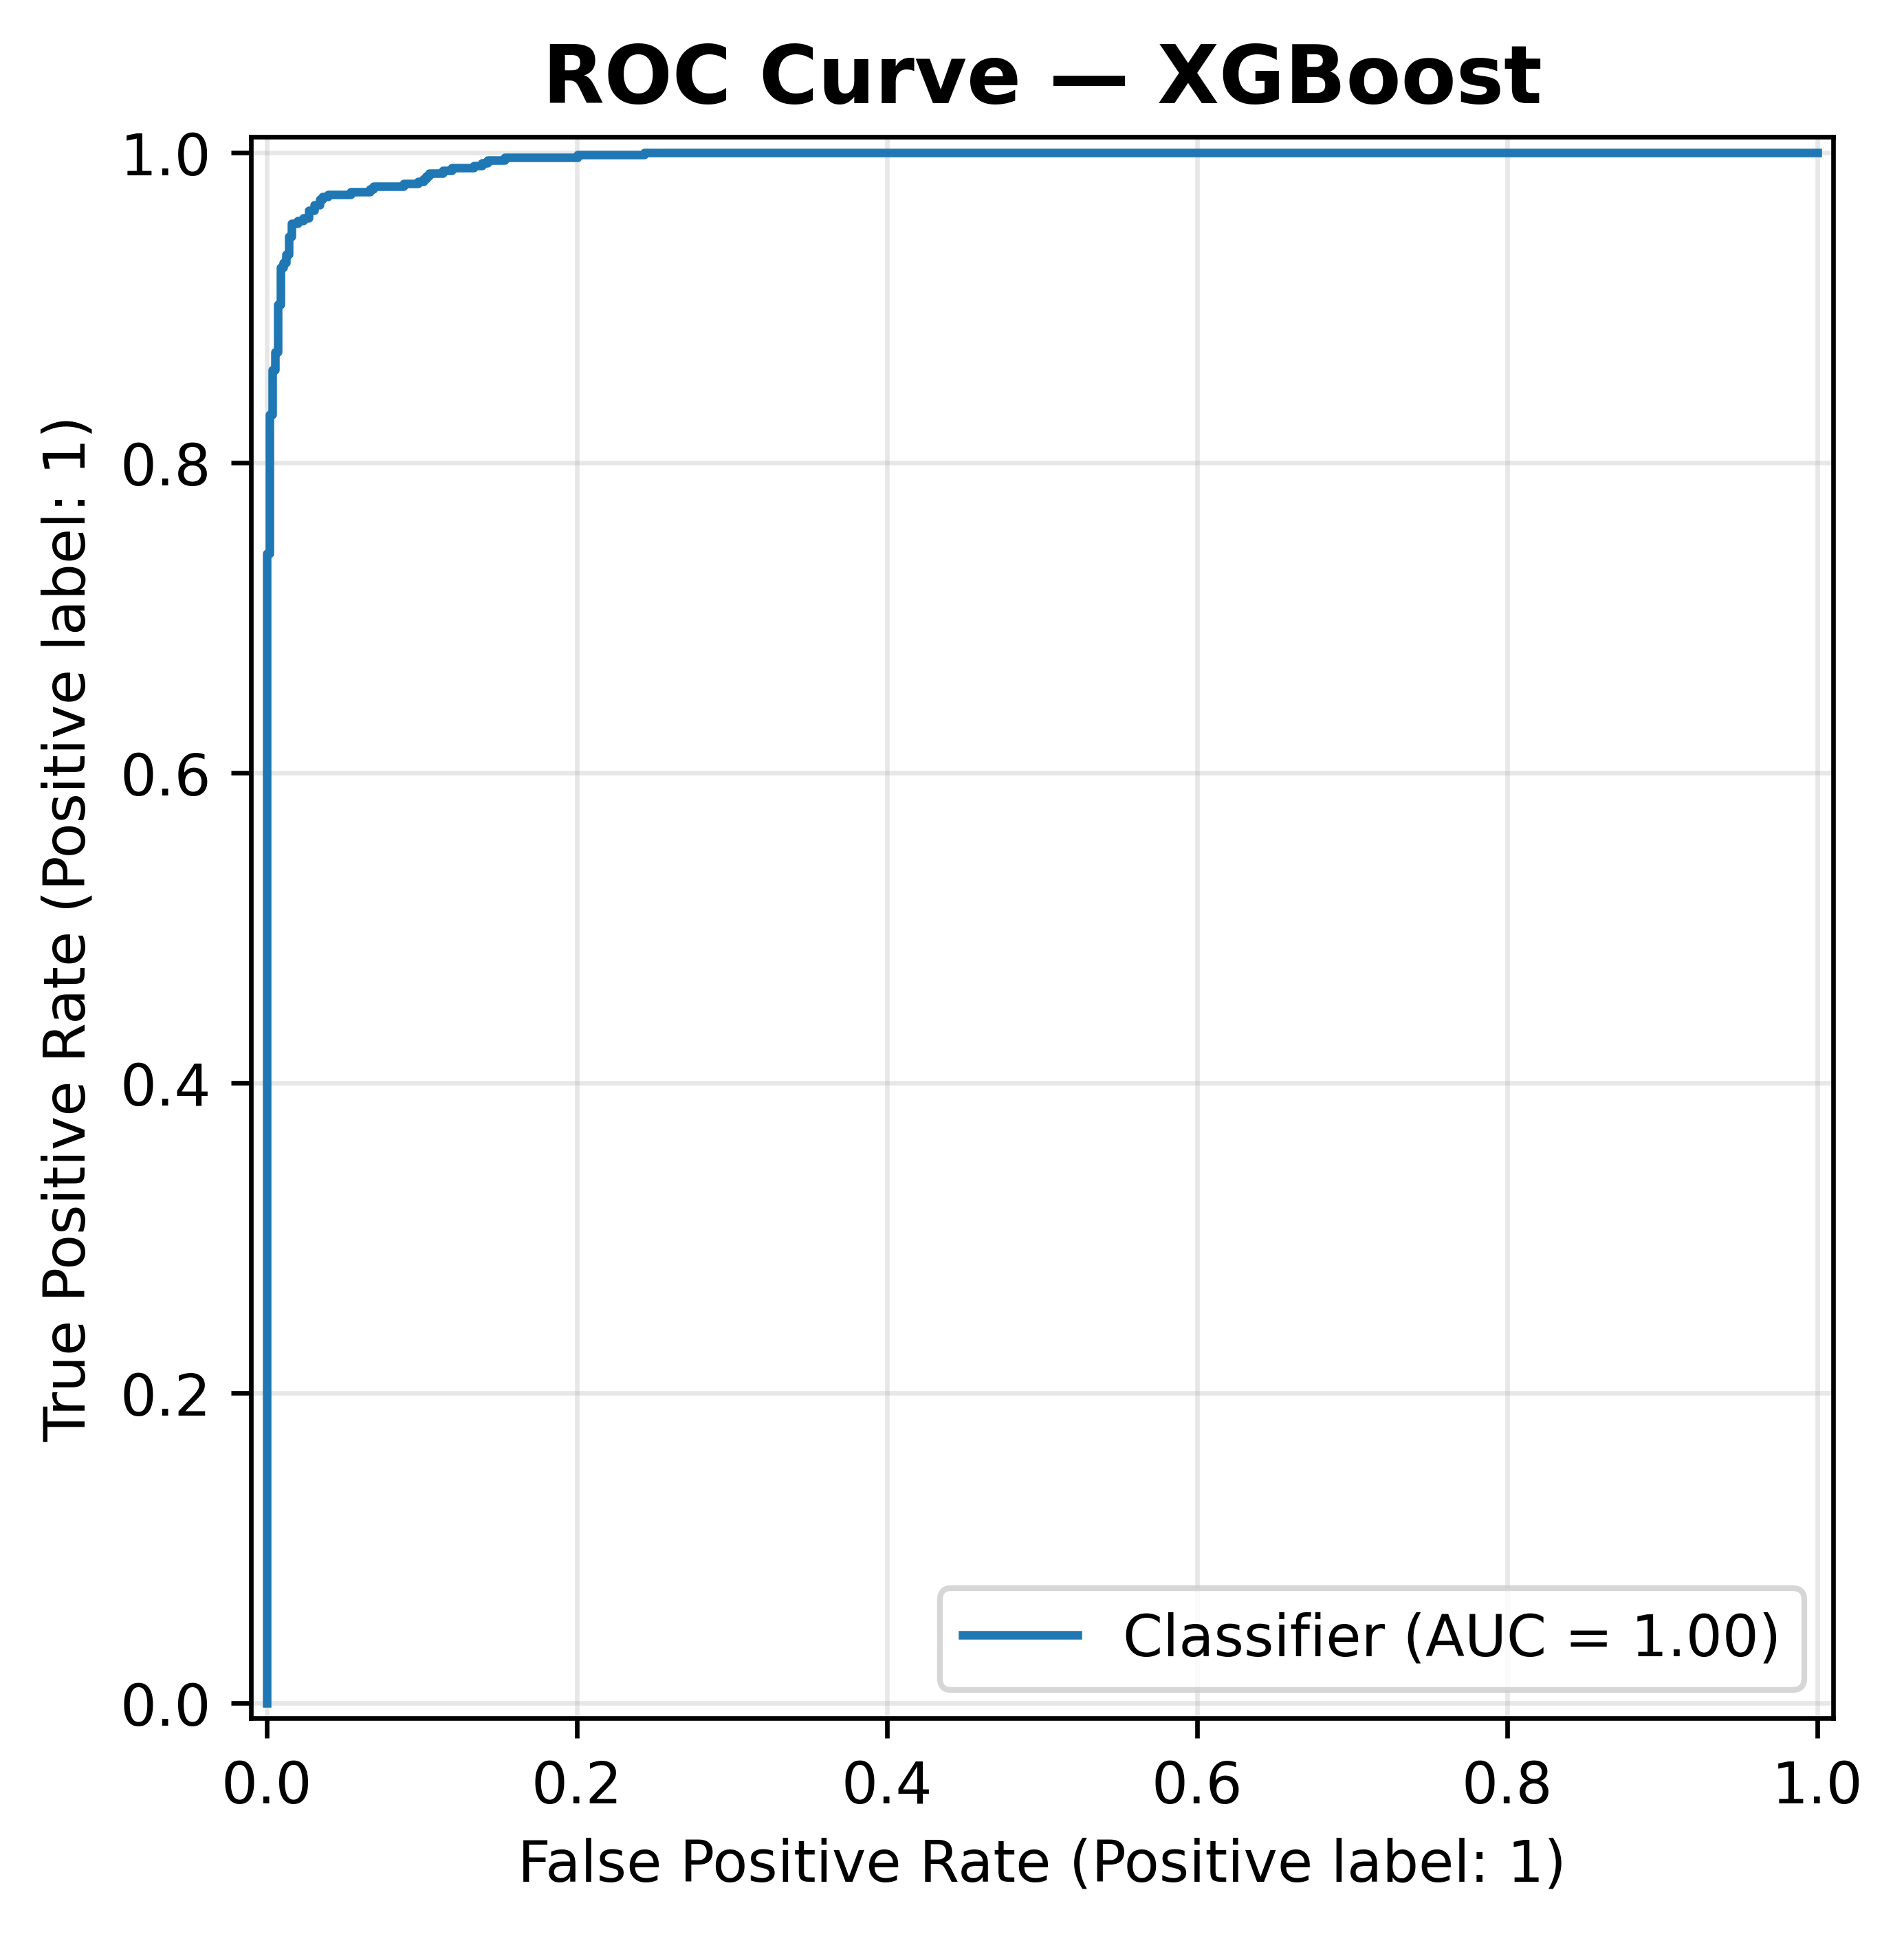 ROC Curve — XGBoost
True Positive Rate (Positive label: 1)
1.0
0.8
0.6
0.4
0.2
0.0
Classifier (AUC = 1.00)
0.0 0.2 0.4 0.6 0.8 1.0
False Positive Rate (Positive label: 1)